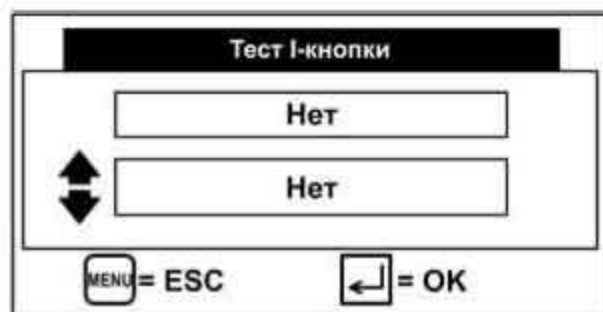 Тест I-кнопки
Нет
Нет
MENU = ESC
= OK